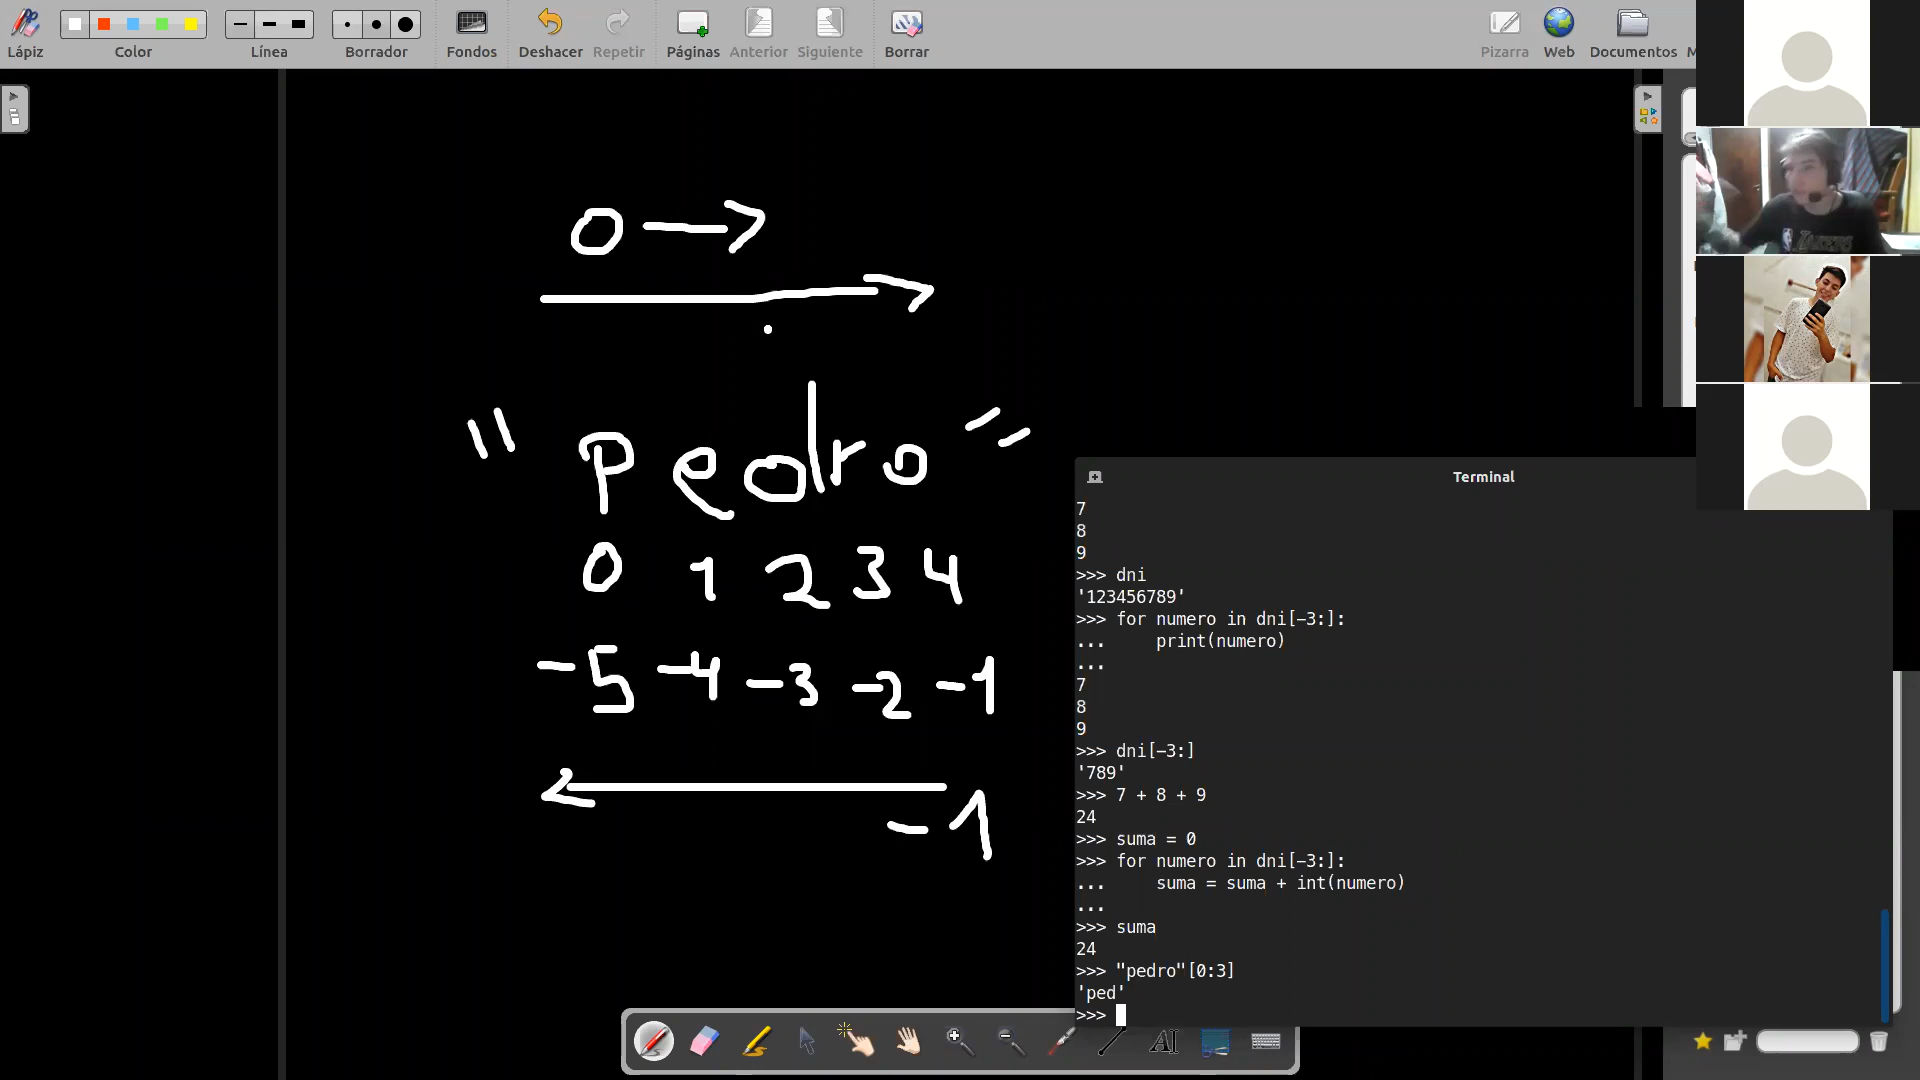 Lápiz Color Línea Borrador Fondos Deshacer Repetir Páginas Anterior Siguiente Borrar Pizarra Web Documentos M
0 →
"pedro"
0 1 2 3 4
-5 -4 -3 -2 -1
-1
Terminal
7
8
9
>>> dni
'123456789'
>>> for numero in dni[-3:]:
...     print(numero)
...
7
8
9
>>> dni[-3:]
'789'
>>> 7 + 8 + 9
24
>>> suma = 0
>>> for numero in dni[-3:]:
...     suma = suma + int(numero)
...
>>> suma
24
>>> "pedro"[0:3]
'ped'
>>>
AI